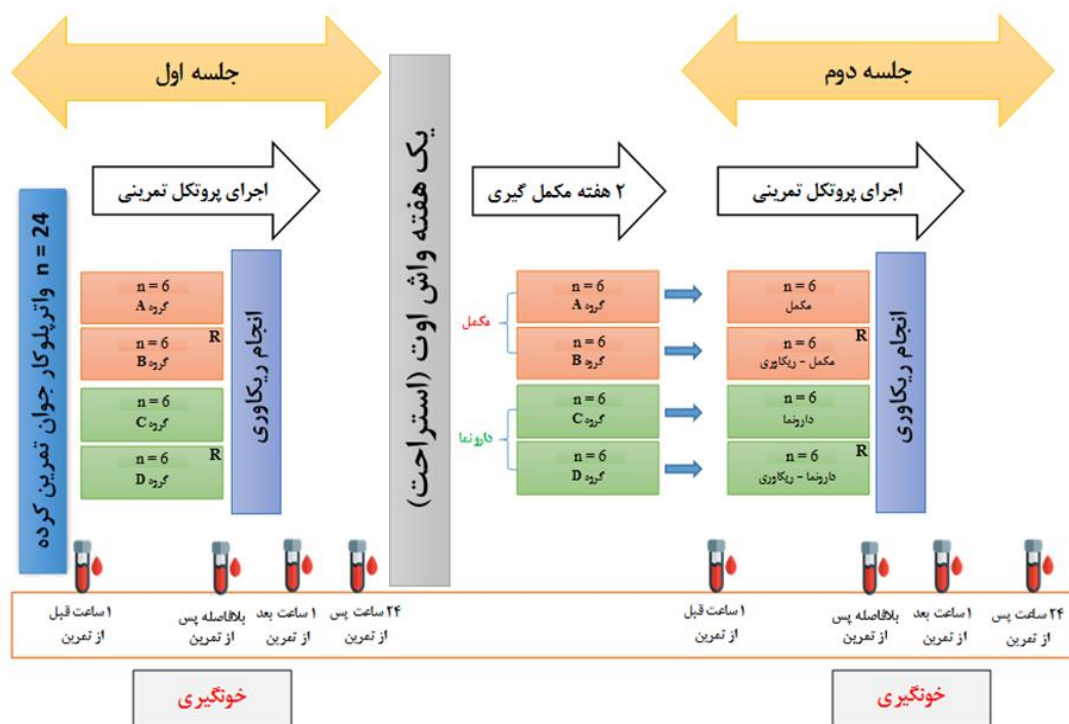 جلسه اول
جلسه دوم
n = 24 واترپلوکار جوان تمرین کرده
اجرای پروتکل تمرینی
n = 6
گروه A
n = 6
R
گروه B
n = 6
گروه C
n = 6
R
گروه D
انجام ریکاوری
یک هفته واش اوت (استراحت)
۲ هفته مکمل گیری
مکمل
دارونما
n = 6
گروه A
n = 6
گروه B
n = 6
گروه C
n = 6
گروه D
اجرای پروتکل تمرینی
n = 6
مکمل
n = 6
R
مکمل - ریکاوری
n = 6
دارونما
n = 6
R
دارونما - ریکاوری
انجام ریکاوری
۱ ساعت قبل
از تمرین
بلافاصله پس
از تمرین
۱ ساعت بعد
از تمرین
۲۴ ساعت پس
از تمرین
۱ ساعت قبل
از تمرین
بلافاصله پس
از تمرین
۱ ساعت بعد
از تمرین
۲۴ ساعت پس
از تمرین
خونگیری
خونگیری